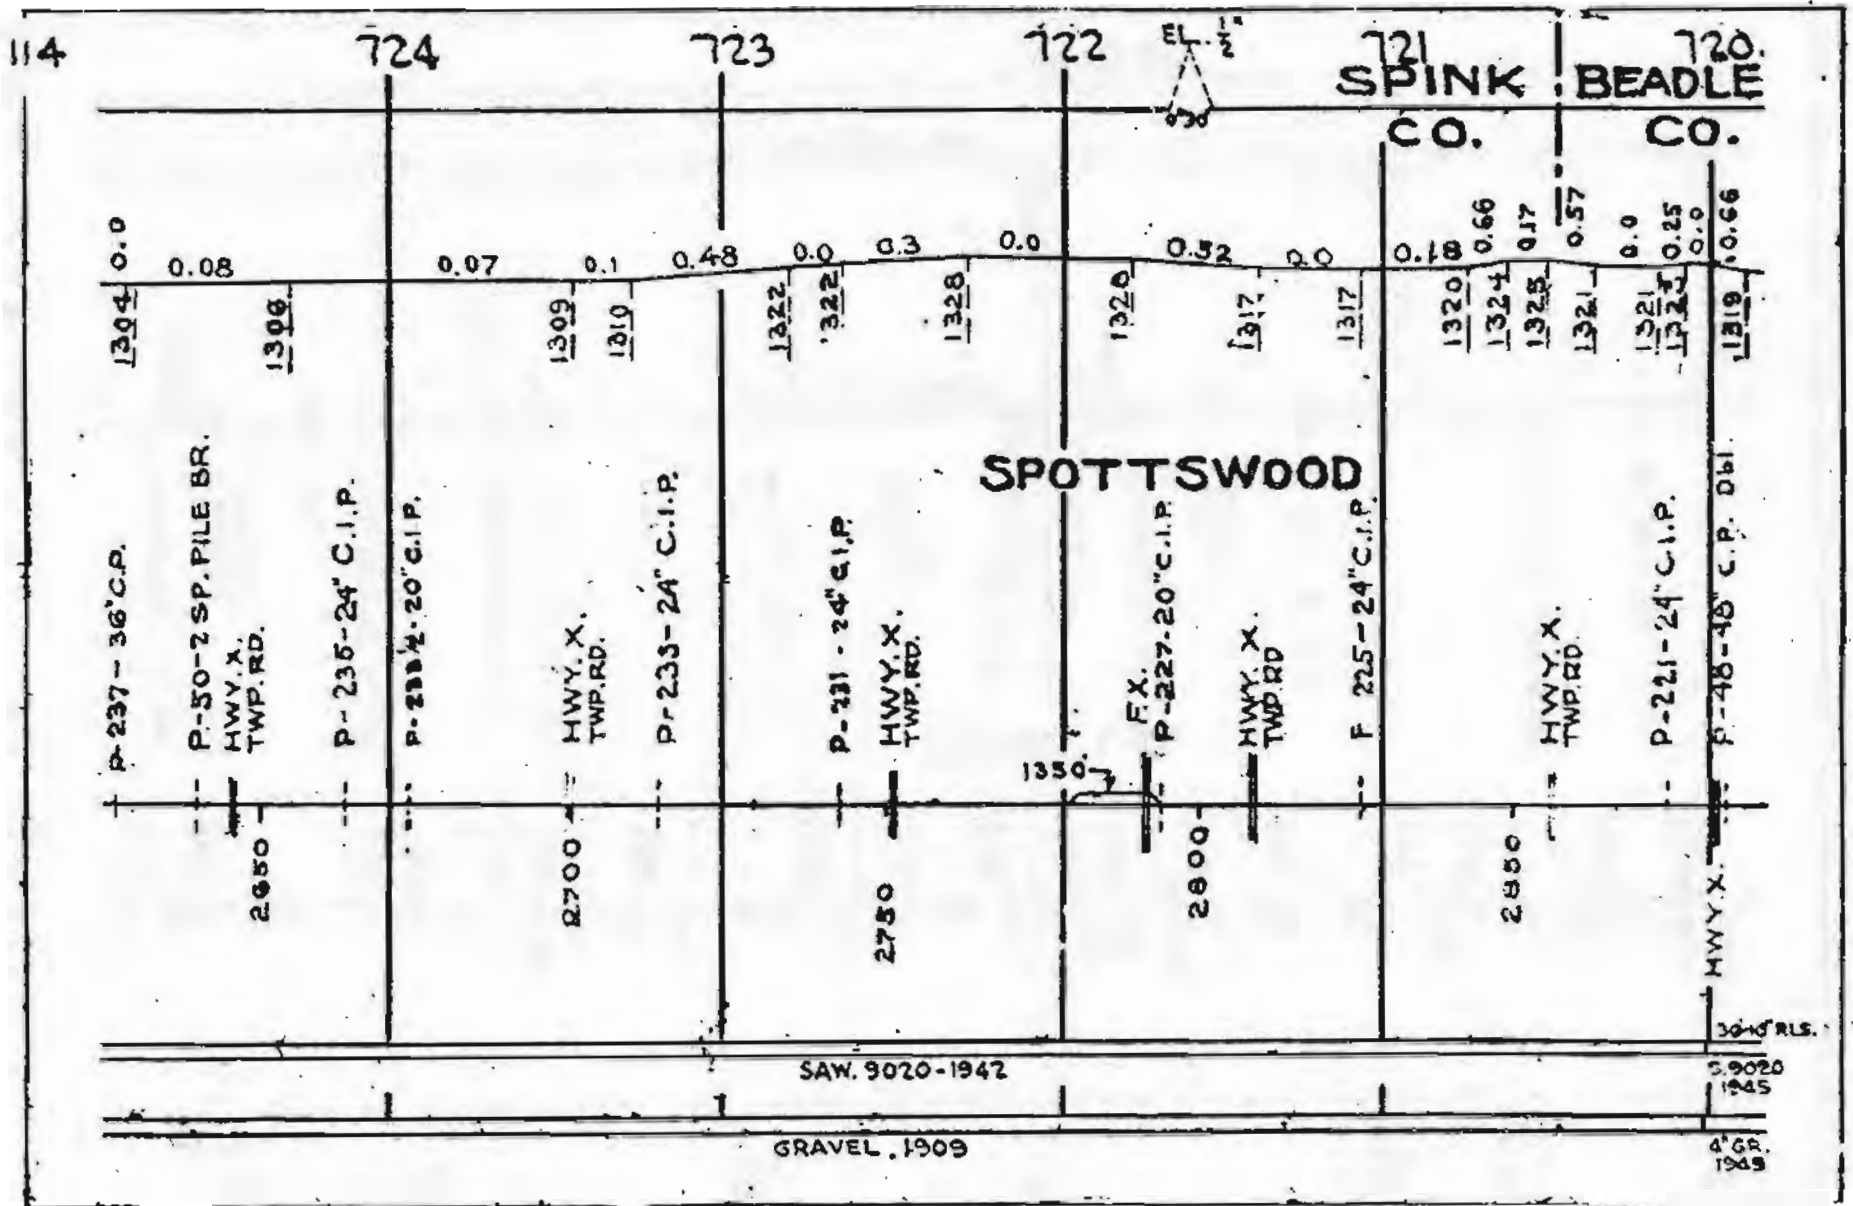 114
724
723
722
EL. 1/2"
0°30'
721
720.
SPINK
CO.
BEADLE
CO.
0.0
0.08
0.07
0.1
0.48
0.0
0.3
0.0
0.52
0.0
0.18
0.66
0.17
0.57
0.0
0.25
0.0
0.66
1304
1306
1309
1310
1322
1322
1328
1328
1317
1317
1320
1324
1325
1321
1321
1319
SPOTTSWOOD
P-237-36"C.P.
P-50-2 SP. PILE BR.
HWY. X.
TWP. RD.
P-235-24" C.I.P.
20" C.I.P.
HWY. X.
TWP. RD.
P-233-24" C.I.P.
P-231-24" C.I.P.
HWY. X.
TWP. RD.
1350'
F.X.
P-227-20" C.I.P.
HWY. X.
TWP. RD
225-24" C.I.P.
HWY. X.
TWP. RD.
P-221-24" C.I.P.
P-48-48" C.P. Dbl.
HWY. X.
2650
2700
2750
2800
2850
RLS.
SAW. 9020-1942
S. 9020
1945
GRAVEL. 1909
4" GR.